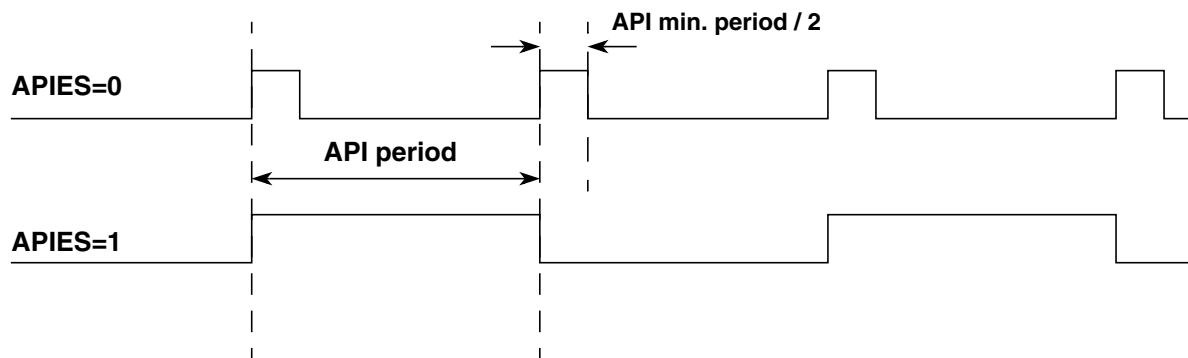 API min. period / 2
APIES=0
API period
APIES=1